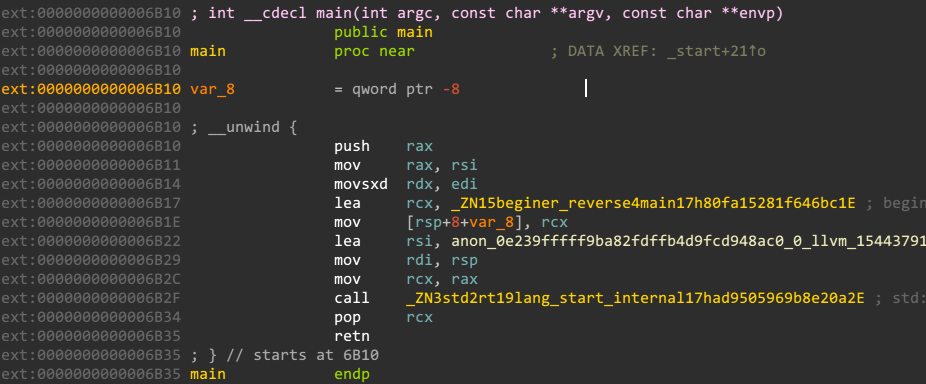 ext:0000000000006B10 ; int __cdecl main(int argc, const char **argv, const char **envp)
ext:0000000000006B10 public main
ext:0000000000006B10 main proc near ; DATA XREF: _start+21↑o
ext:0000000000006B10
ext:0000000000006B10 var_8 = qword ptr -8
ext:0000000000006B10
ext:0000000000006B10 ; __unwind {
ext:0000000000006B10 push rax
ext:0000000000006B11 mov rax, rsi
ext:0000000000006B14 movsxd rdx, edi
ext:0000000000006B17 lea rcx, _ZN15beginer_reverse4main17h80fa15281f646bc1E ; begin
ext:0000000000006B1E mov [rsp+8+var_8], rcx
ext:0000000000006B22 lea rsi, anon_0e239fffff9ba82fdffb4d9fcd948ac0_0_llvm_15443791
ext:0000000000006B29 mov rdi, rsp
ext:0000000000006B2C mov rcx, rax
ext:0000000000006B2F call _ZN3std2rt19lang_start_internal17had9505969b8e20a2E ; std:
ext:0000000000006B34 pop rcx
ext:0000000000006B35 retn
ext:0000000000006B35 ; } // starts at 6B10
ext:0000000000006B35 main endp